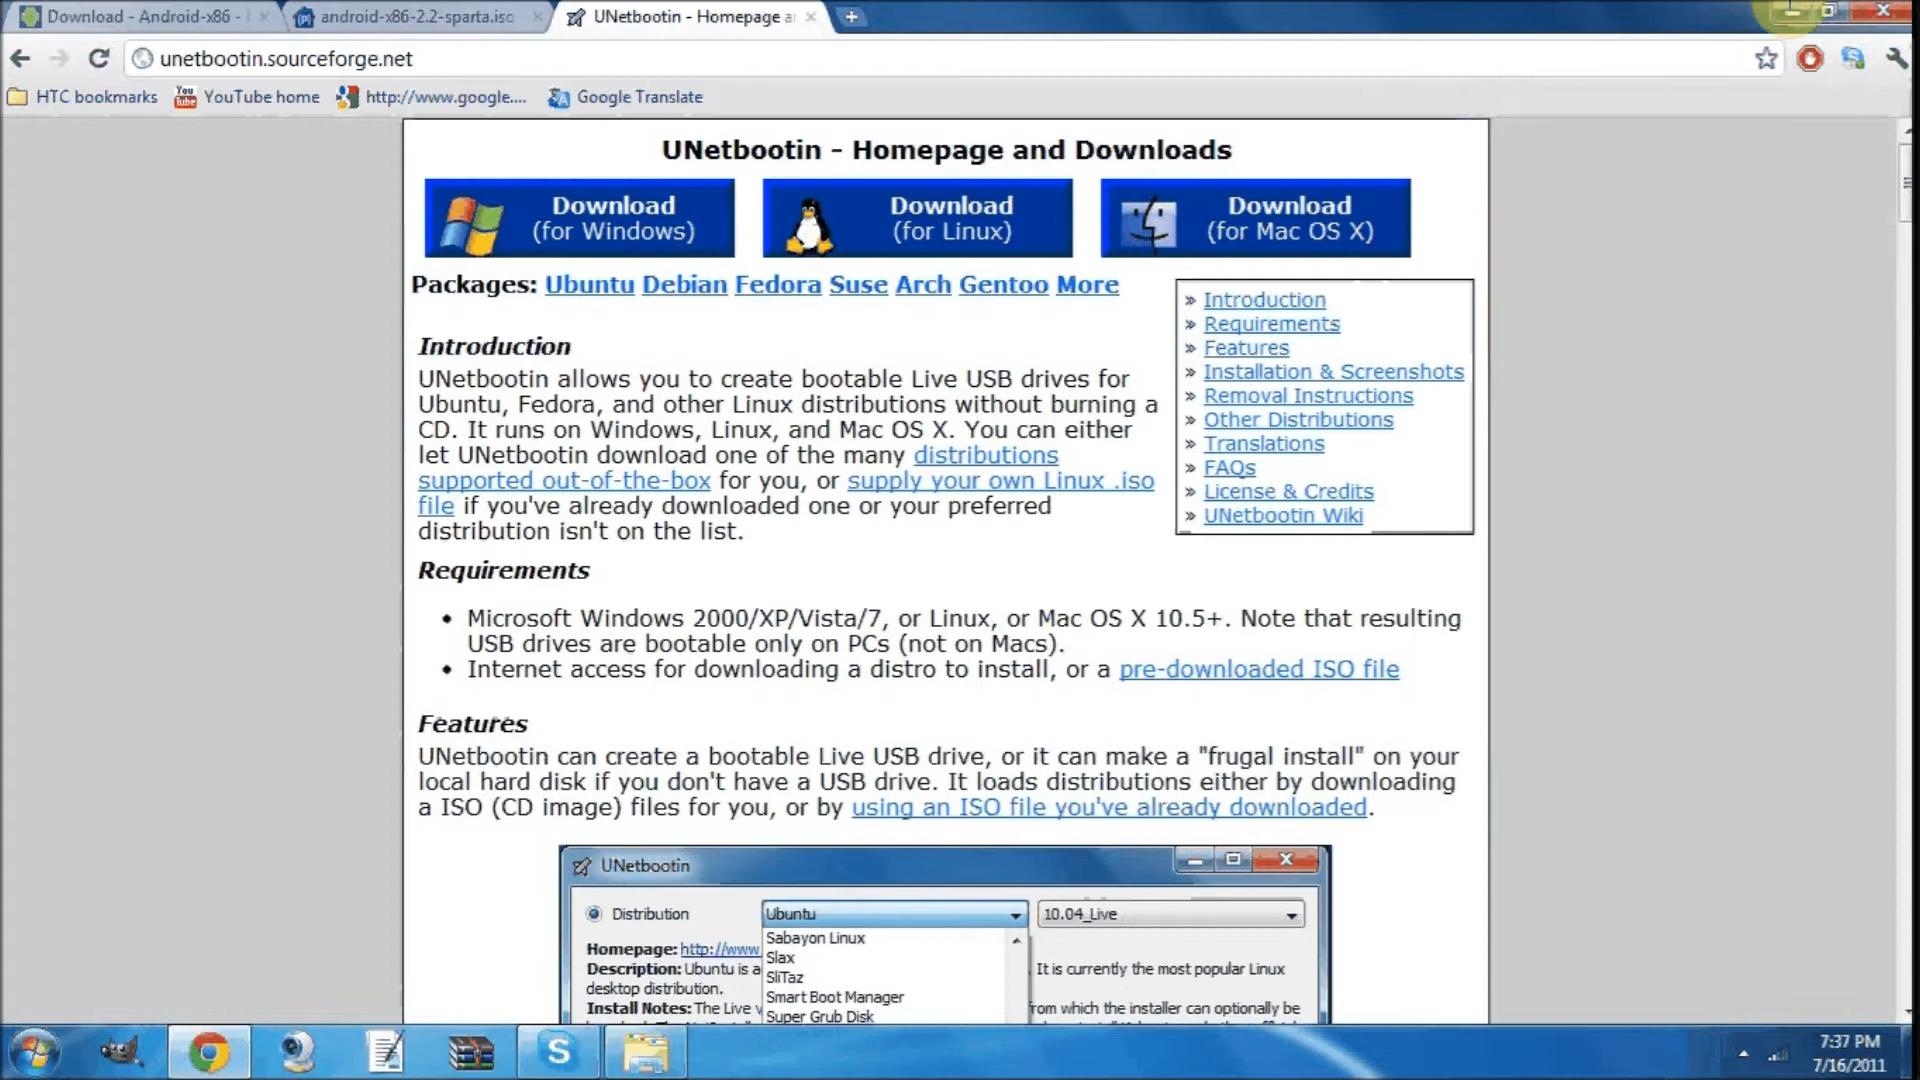 Download - Android-x86 -
android-x86-2.2-sparta.iso
UNetbootin - Homepage a
unetbootin.sourceforge.net
HTC bookmarks
You Tube
YouTube home
http://www.google....
Google Translate
UNetbootin - Homepage and Downloads
Download
(for Windows)
Download
(for Linux)
Download
(for Mac OS X)
Packages: Ubuntu Debian Fedora Suse Arch Gentoo More
» Introduction
» Requirements
» Features
» Installation & Screenshots
» Removal Instructions
» Other Distributions
» Translations
» FAQs
» License & Credits
» UNetbootin Wiki
Introduction
UNetbootin allows you to create bootable Live USB drives for
Ubuntu, Fedora, and other Linux distributions without burning a
CD. It runs on Windows, Linux, and Mac OS X. You can either
let UNetbootin download one of the many distributions
supported out-of-the-box for you, or supply your own Linux .iso
file if you've already downloaded one or your preferred
distribution isn't on the list.
Requirements
• Microsoft Windows 2000/XP/Vista/7, or Linux, or Mac OS X 10.5+. Note that resulting
USB drives are bootable only on PCs (not on Macs).
• Internet access for downloading a distro to install, or a pre-downloaded ISO file
Features
UNetbootin can create a bootable Live USB drive, or it can make a "frugal install" on your
local hard disk if you don't have a USB drive. It loads distributions either by downloading
a ISO (CD image) files for you, or by using an ISO file you've already downloaded.
UNetbootin
Distribution
Ubuntu
10.04_Live
Sabayon Linux
Slax
SliTaz
Smart Boot Manager
Super Grub Disk
Homepage: http://www
Description: Ubuntu is a
It is currently the most popular Linux
desktop distribution.
Install Notes: The Live v
from which the installer can optionally be
7:37 PM
7/16/2011